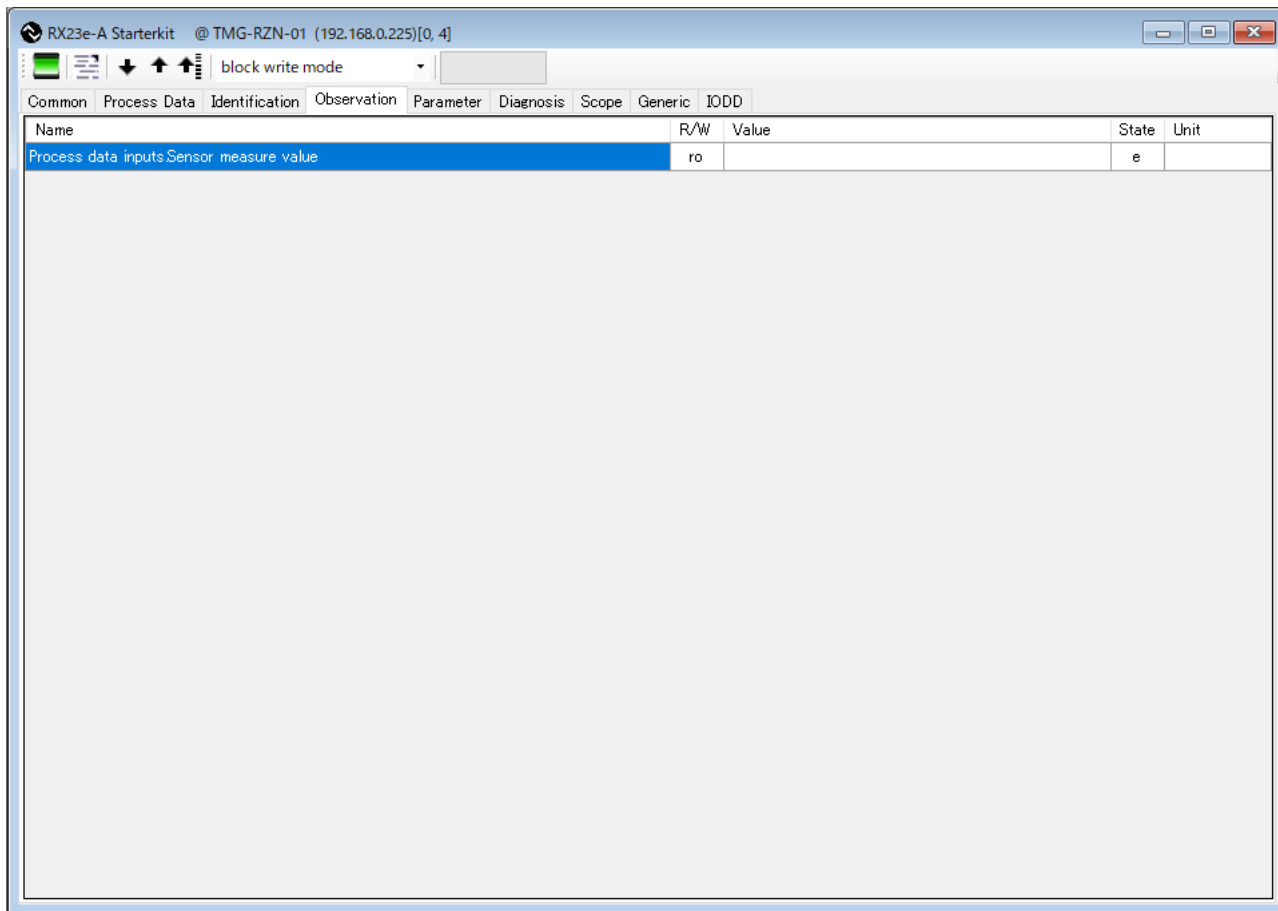 RX23e-A Starterkit @ TMG-RZN-01 (192.168.0.225)[0, 4]
block write mode
Common Process Data Identification Observation Parameter Diagnosis Scope Generic IODD
Name R/W Value State Unit
Process data inputs.Sensor measure value ro e